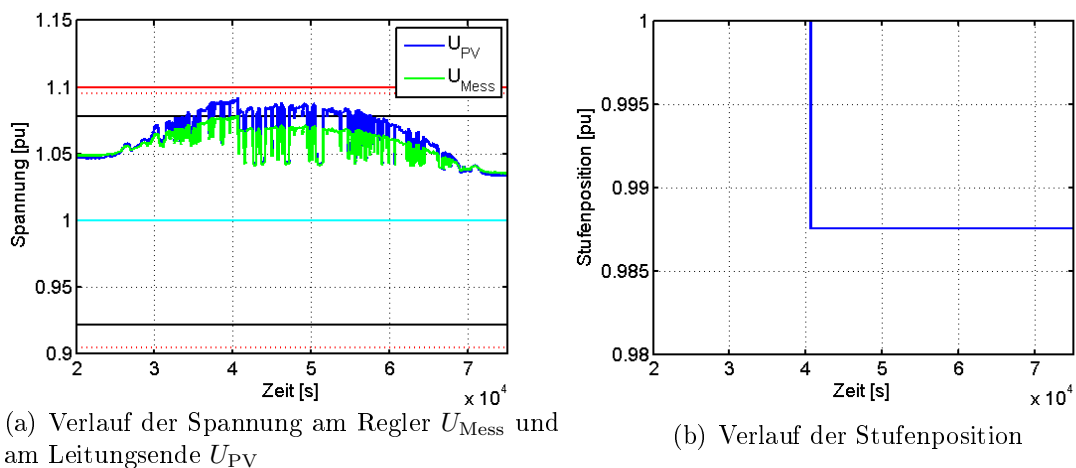 1.15
1.1
1.05
1
0.95
0.9
Spannung [pu]
U_PV
U_Mess
2 3 4 5 6 7
Zeit [s]
x 10^4
(a) Verlauf der Spannung am Regler U_Mess und
am Leitungsende U_PV
1
0.995
0.99
0.985
0.98
Stufenposition [pu]
2 3 4 5 6 7
Zeit [s]
x 10^4
(b) Verlauf der Stufenposition